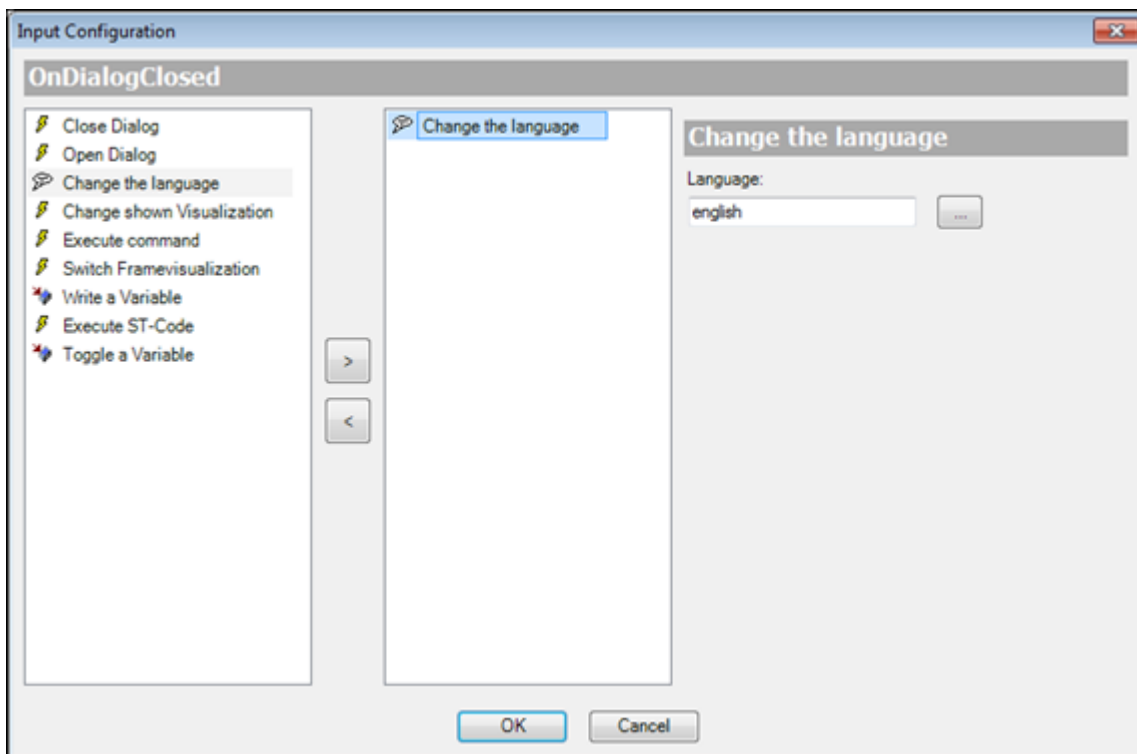 Input Configuration
OnDialogClosed
Close Dialog
Open Dialog
Change the language
Change shown Visualization
Execute command
Switch Framevisualization
Write a Variable
Execute ST-Code
Toggle a Variable
>
<
Change the language
Change the language
Language:
english
...
OK
Cancel